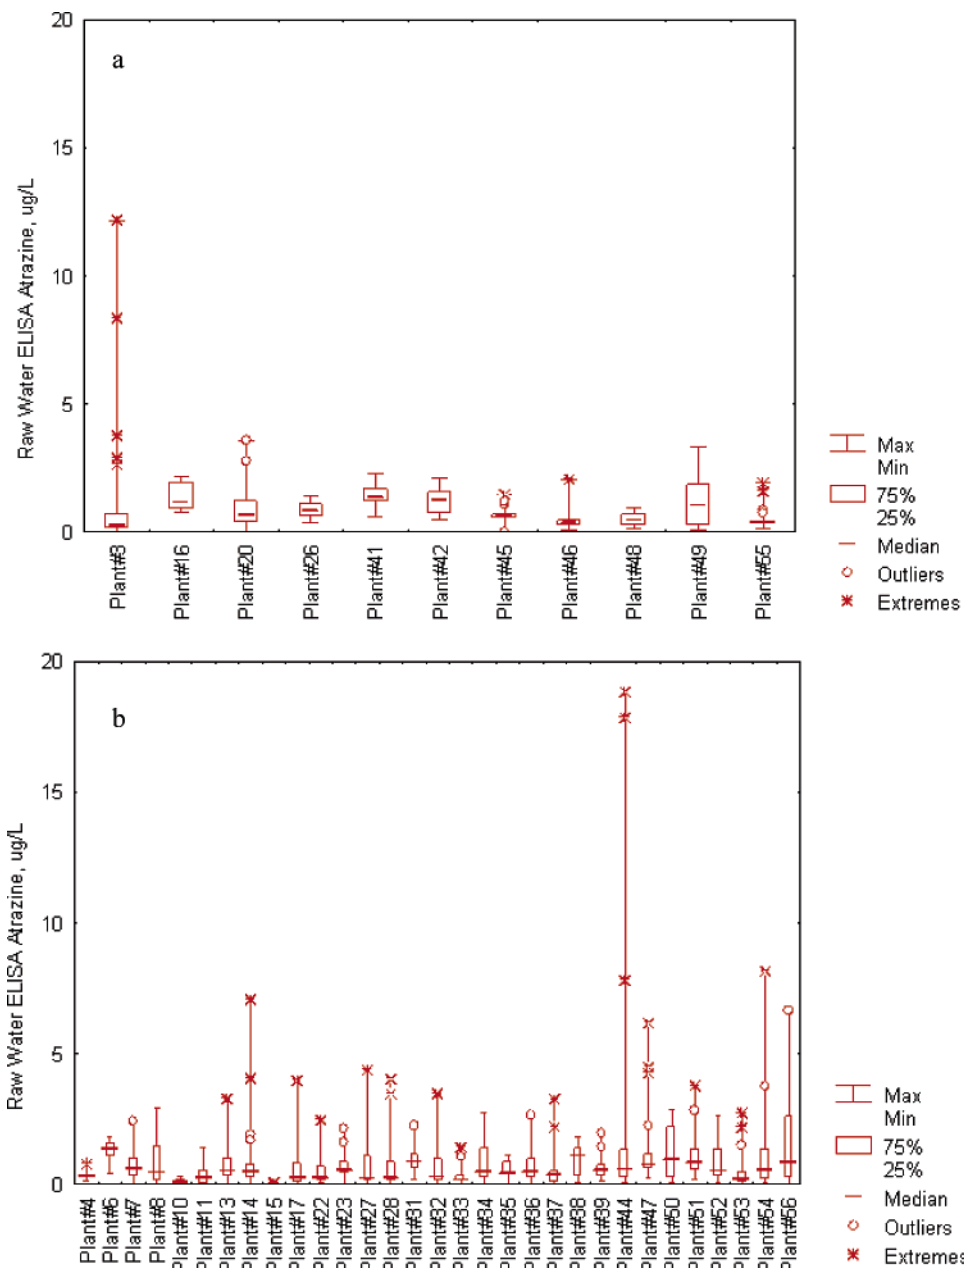 a
Raw Water ELISA Atrazine, ug/L
20
15
10
5
0
Plant#3
Plant#16
Plant#20
Plant#26
Plant#41
Plant#42
Plant#45
Plant#46
Plant#48
Plant#49
Plant#55
Max
Min
75%
25%
Median
Outliers
Extremes
b
Raw Water ELISA Atrazine, ug/L
20
15
10
5
0
Plant#4
Plant#6
Plant#7
Plant#8
Plant#10
Plant#11
Plant#13
Plant#14
Plant#15
Plant#17
Plant#22
Plant#23
Plant#27
Plant#28
Plant#31
Plant#32
Plant#33
Plant#34
Plant#35
Plant#36
Plant#37
Plant#38
Plant#39
Plant#44
Plant#47
Plant#50
Plant#51
Plant#52
Plant#53
Plant#54
Plant#56
Max
Min
75%
25%
Median
Outliers
Extremes